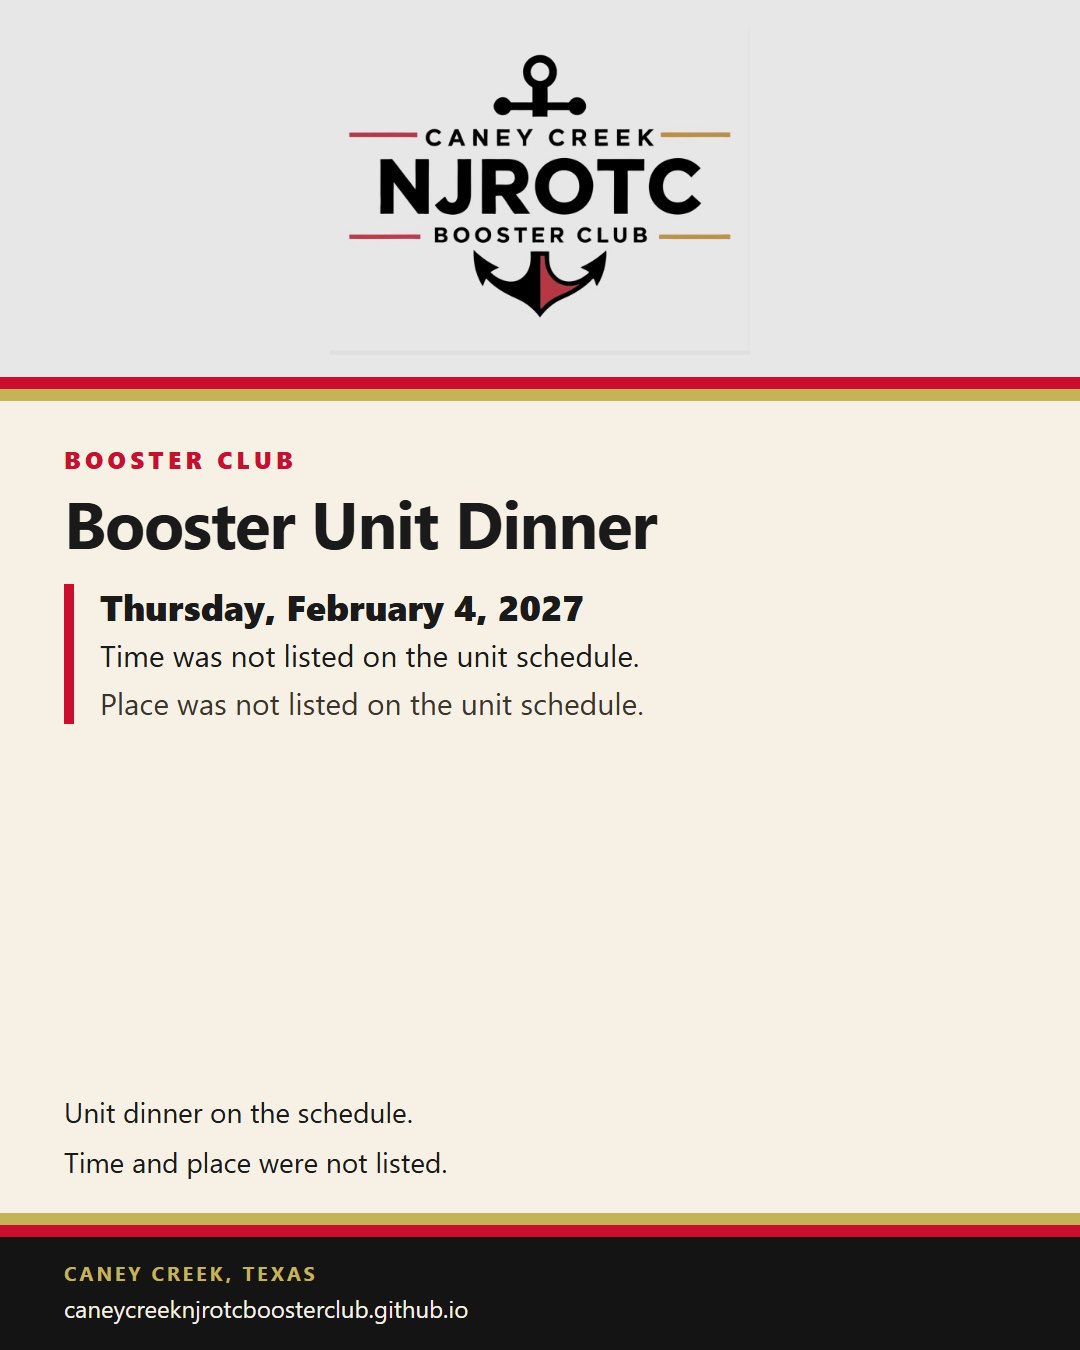 CANEY CREEK
NJROTC
BOOSTER CLUB
BOOSTER CLUB
Booster Unit Dinner
Thursday, February 4, 2027
Time was not listed on the unit schedule.
Place was not listed on the unit schedule.
Unit dinner on the schedule.
Time and place were not listed.
CANEY CREEK, TEXAS
caneycreeknjrotcboosterclub.github.io